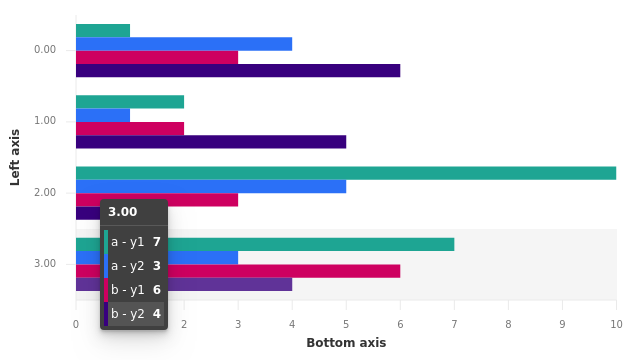 0.00
1.00
2.00
3.00
Left axis
3.00
a - y1 7
a - y2 3
b - y1 6
b - y2 4
0 2 3 4 5 6 7 8 9 10
Bottom axis